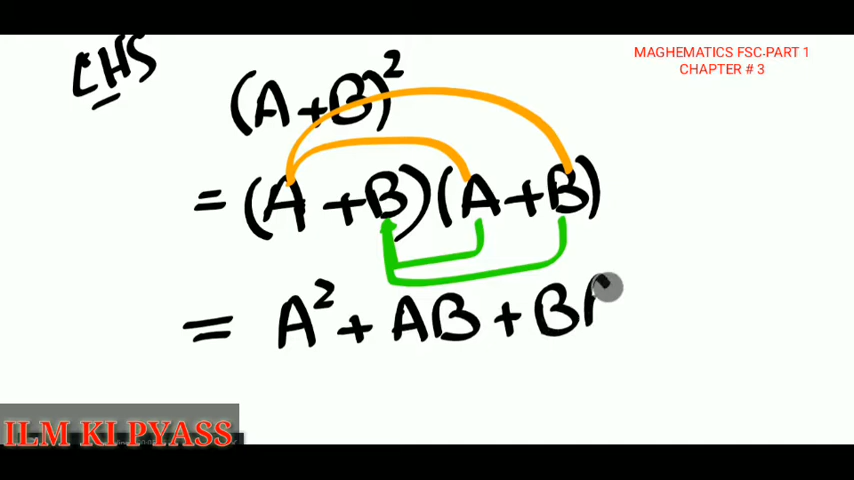 LHS
MAGHEMATICS FSC-PART 1
CHAPTER # 3
(A+B)²
= (A +B)(A+B)
= A² + AB + B
ILM KI PYASS